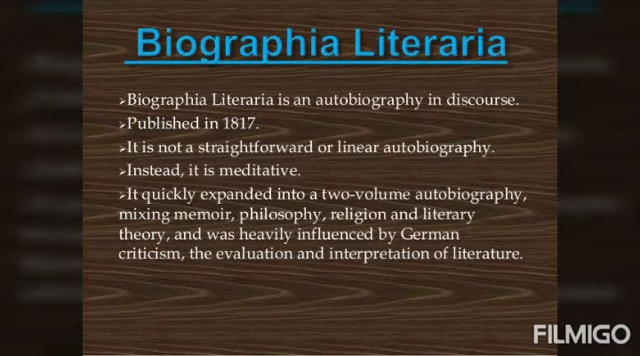 Biographia Literaria
➢Biographia Literaria is an autobiography in discourse.
➢Published in 1817.
➢It is not a straightforward or linear autobiography.
➢Instead, it is meditative.
➢It quickly expanded into a two-volume autobiography,
mixing memoir, philosophy, religion and literary
theory, and was heavily influenced by German
criticism, the evaluation and interpretation of literature.
FILMIGO